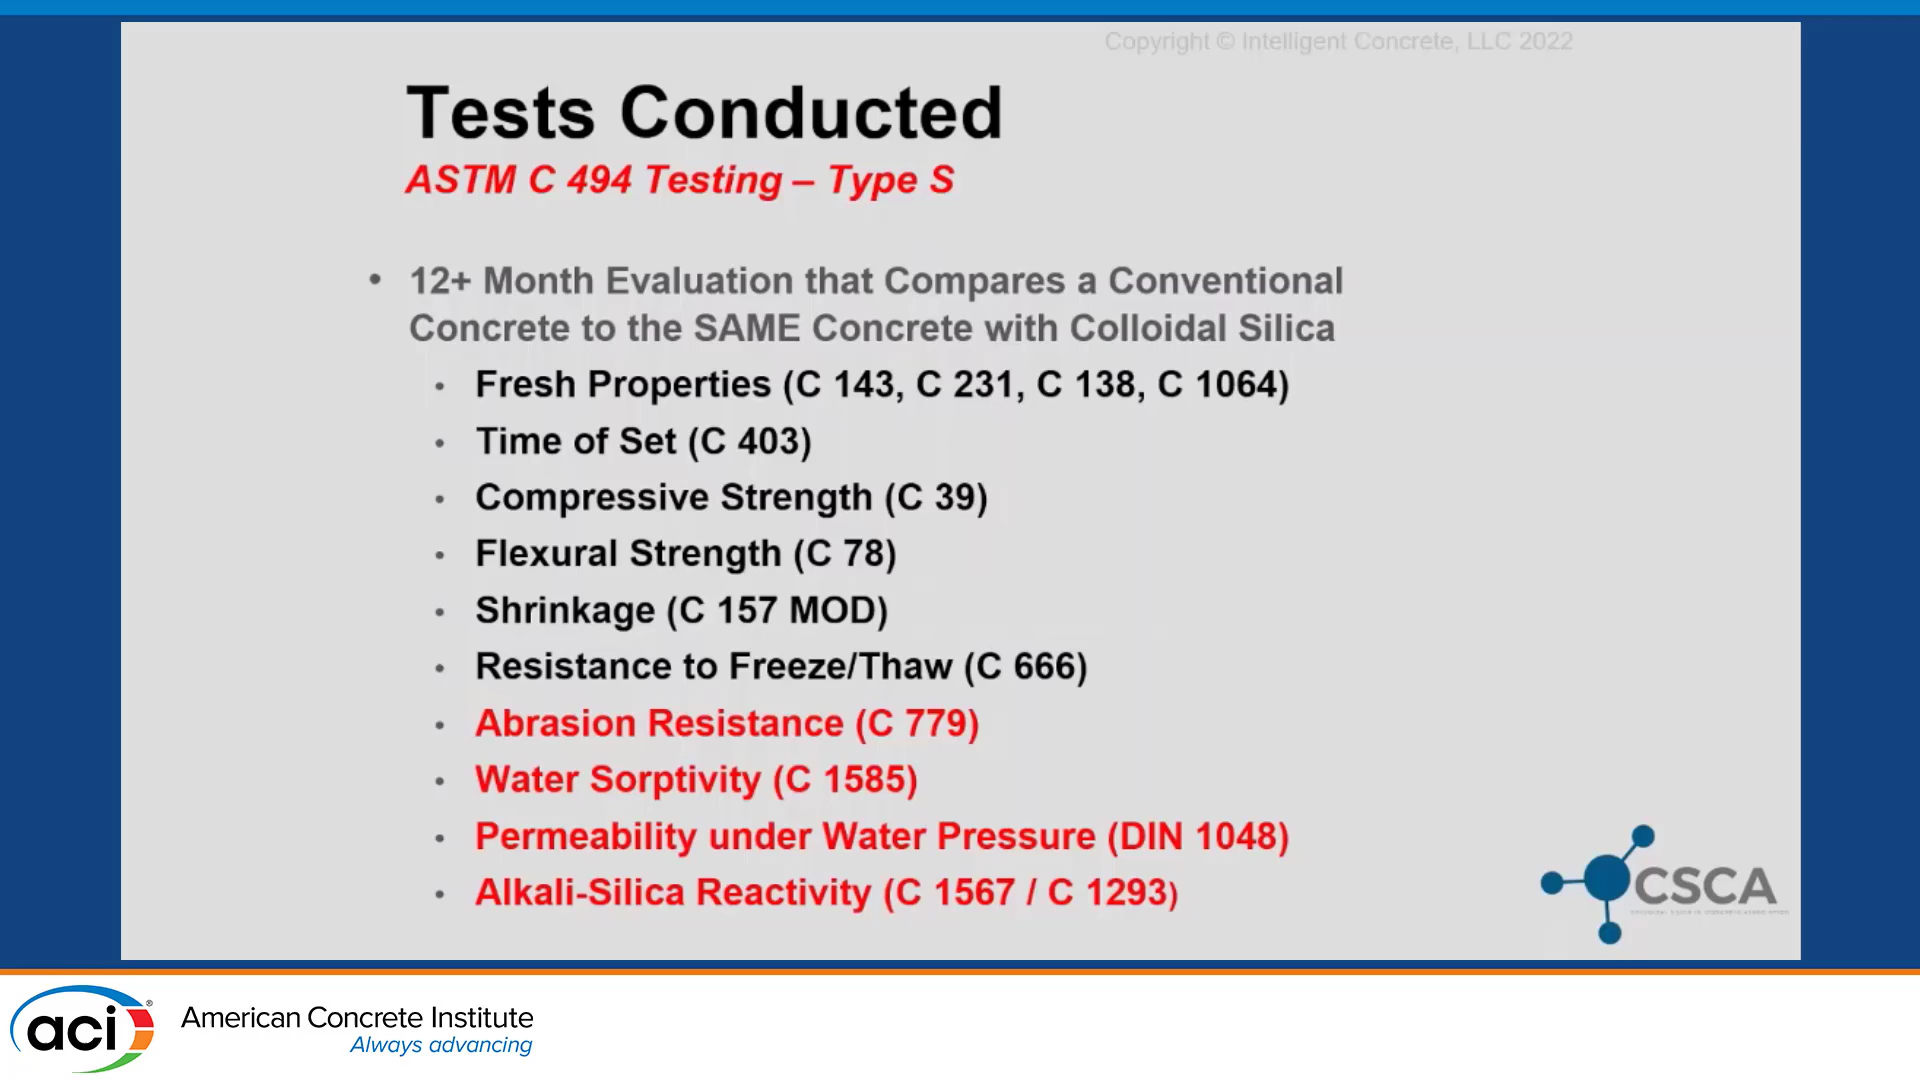 Copyright © Intelligent Concrete, LLC 2022
Tests Conducted
ASTM C 494 Testing – Type S
• 12+ Month Evaluation that Compares a Conventional
Concrete to the SAME Concrete with Colloidal Silica
• Fresh Properties (C 143, C 231, C 138, C 1064)
• Time of Set (C 403)
• Compressive Strength (C 39)
• Flexural Strength (C 78)
• Shrinkage (C 157 MOD)
• Resistance to Freeze/Thaw (C 666)
• Abrasion Resistance (C 779)
• Water Sorptivity (C 1585)
• Permeability under Water Pressure (DIN 1048)
• Alkali-Silica Reactivity (C 1567 / C 1293)
CSCA
aci®
American Concrete Institute
Always advancing